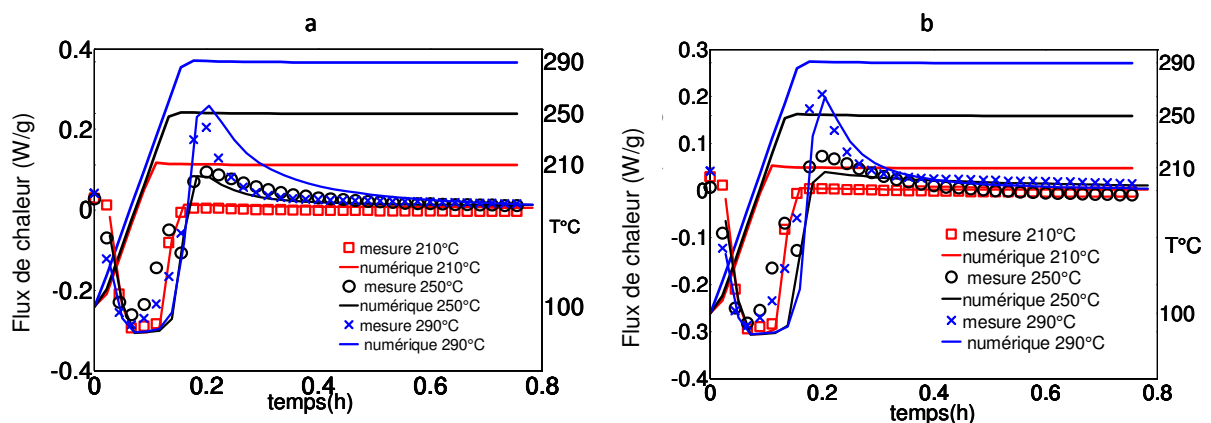 a
Flux de chaleur (W/g)
0.4
0.2
0
-0.2
-0.4
0
0.2
0.4
0.6
0.8
temps(h)
290
250
210
T°C
100
mesure 210°C
numérique 210°C
mesure 250°C
numérique 250°C
mesure 290°C
numérique 290°C
b
Flux de chaleur (W/g)
0.3
0.2
0.1
0
-0.1
-0.2
-0.3
-0.4
0
0.2
0.4
0.6
0.8
temps(h)
290
250
210
T°C
100
mesure 210°C
numérique 210°C
mesure 250°C
numérique 250°C
mesure 290°C
numérique 290°C